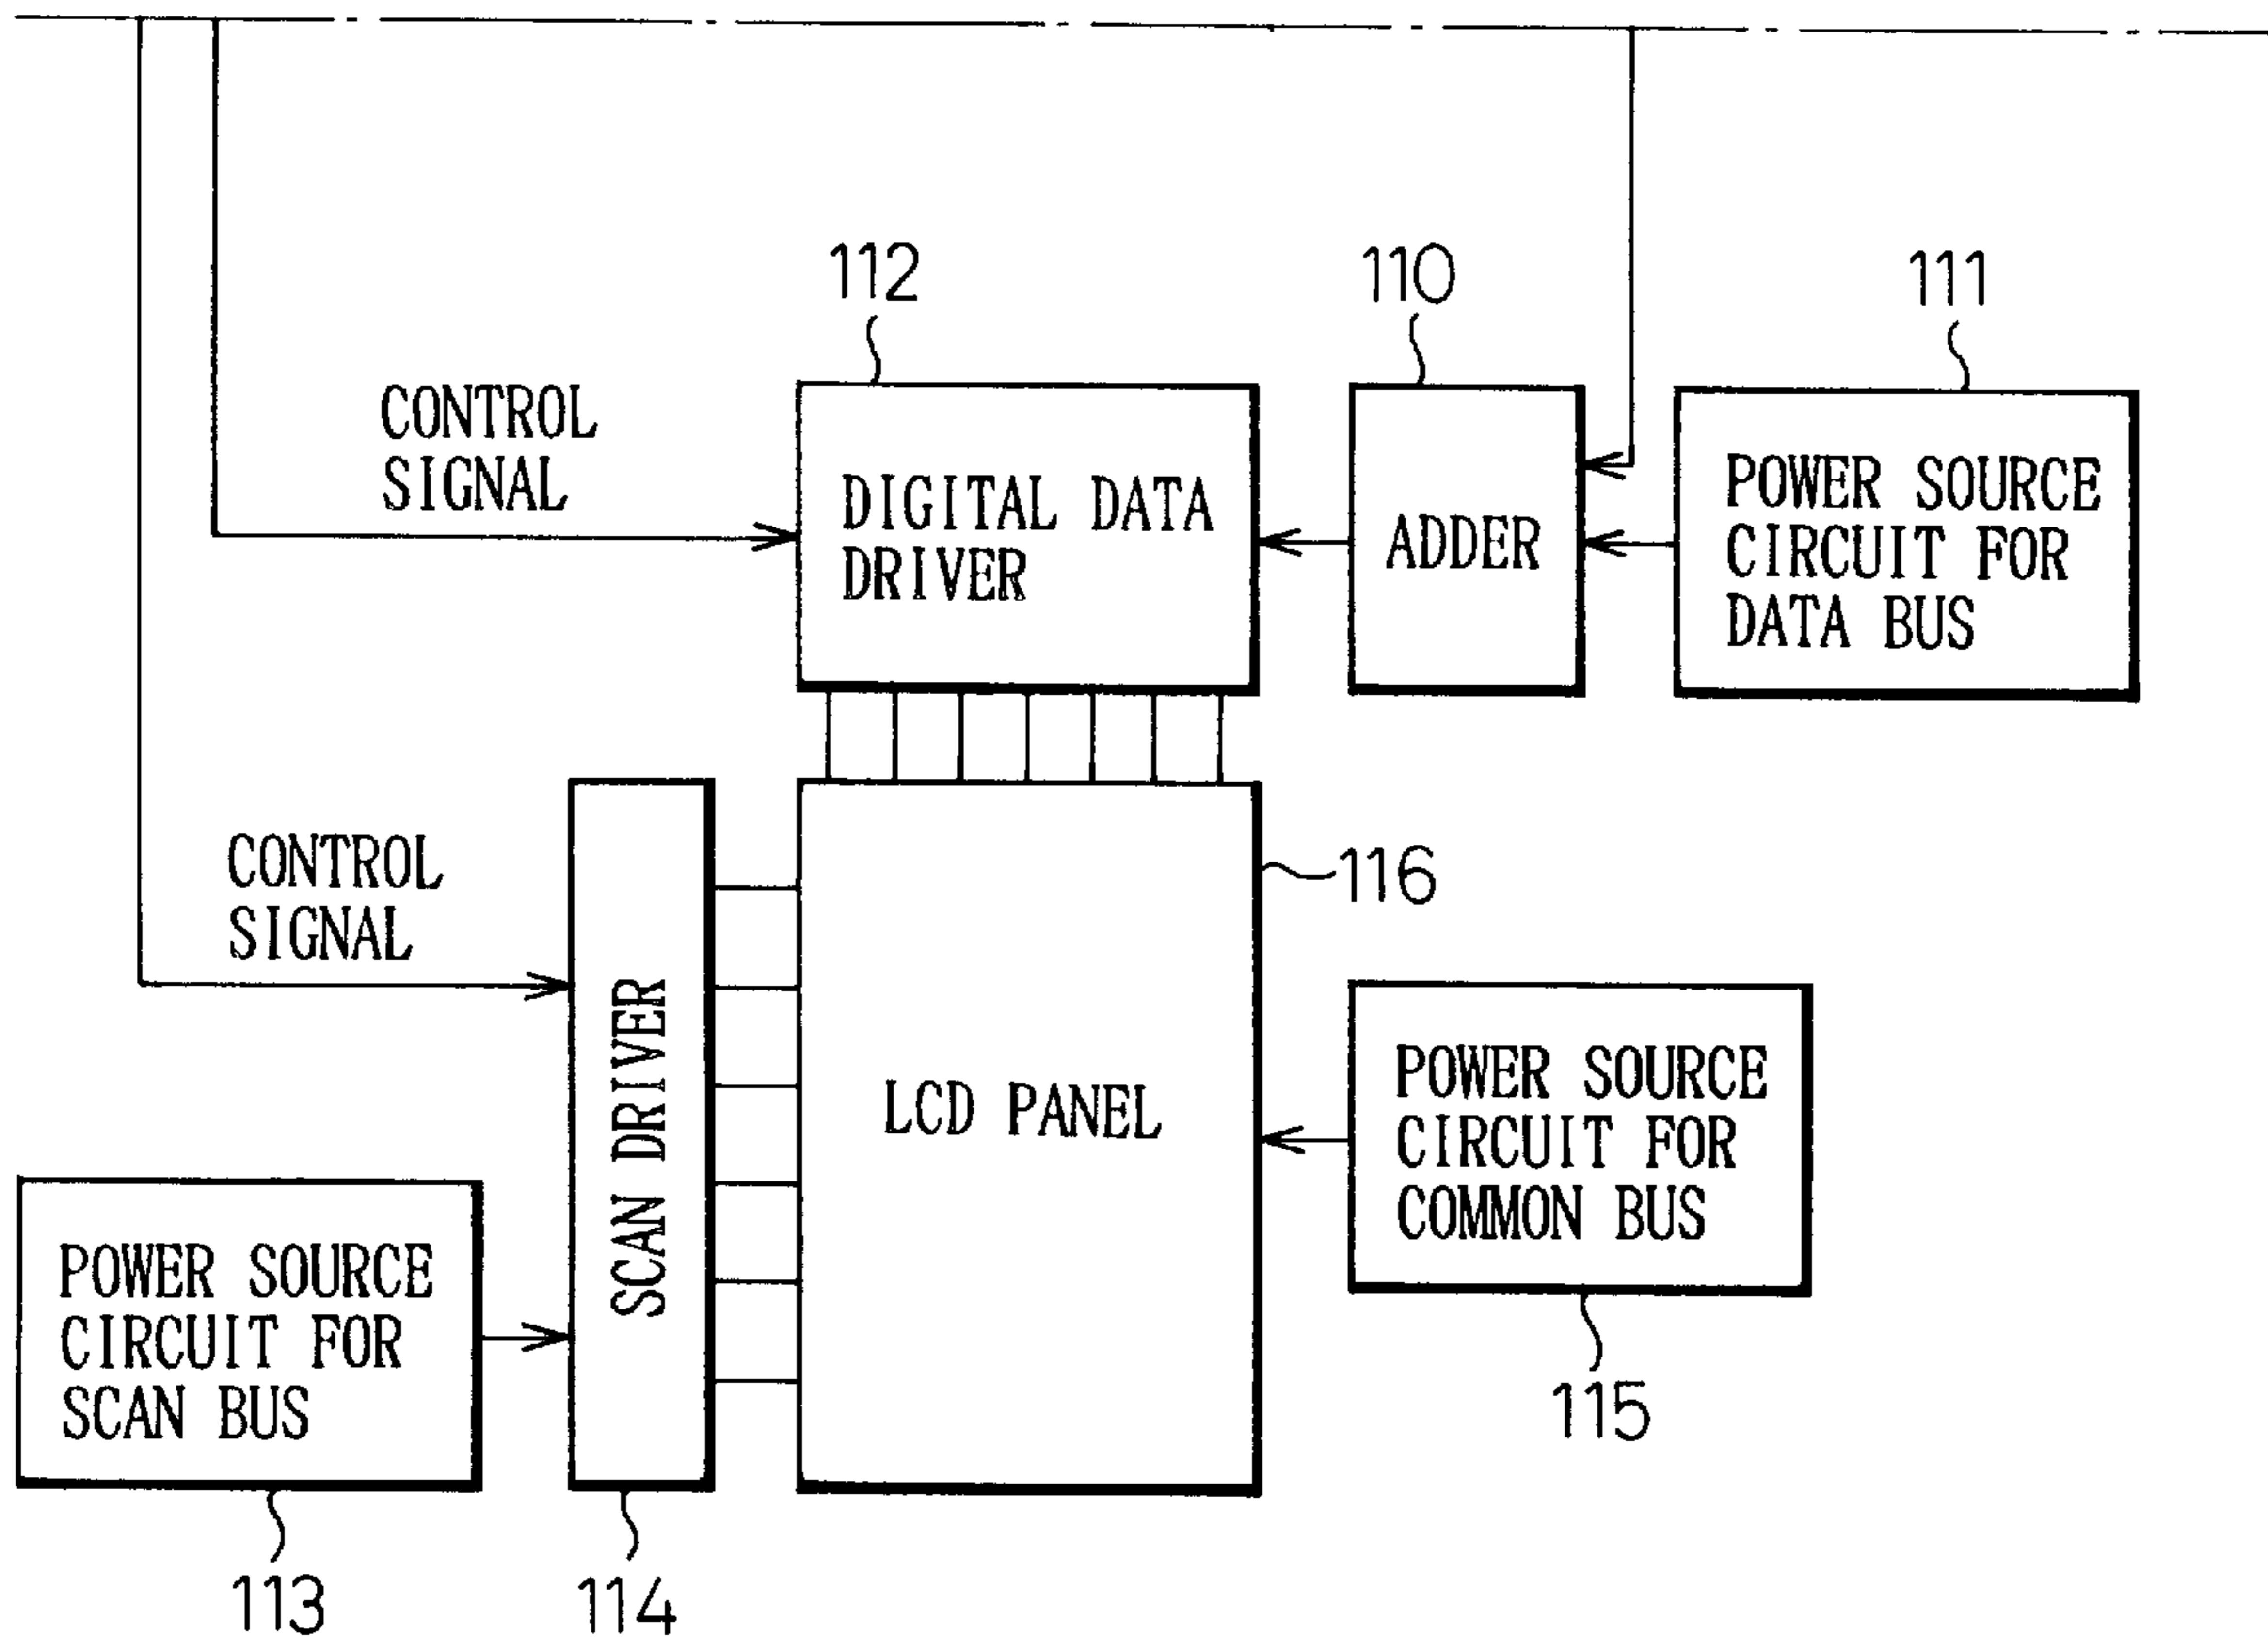 112
110
111
CONTROL
SIGNAL
DIGITAL DATA
DRIVER
ADDER
POWER SOURCE
CIRCUIT FOR
DATA BUS
CONTROL
SIGNAL
116
SCAN DRIVER
LCD PANEL
POWER SOURCE
CIRCUIT FOR
COMMON BUS
115
POWER SOURCE
CIRCUIT FOR
SCAN BUS
113
114